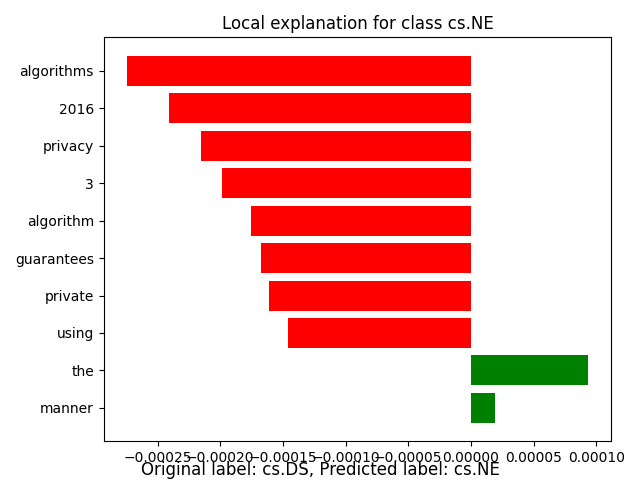 Local explanation for class cs.NE
algorithms
2016
privacy
3
algorithm
guarantees
private
using
the
manner
−0.00025 −0.00020 −0.00015 −0.00010 −0.00005 0.00000 0.00005 0.00010
Original label: cs.DS, Predicted label: cs.NE